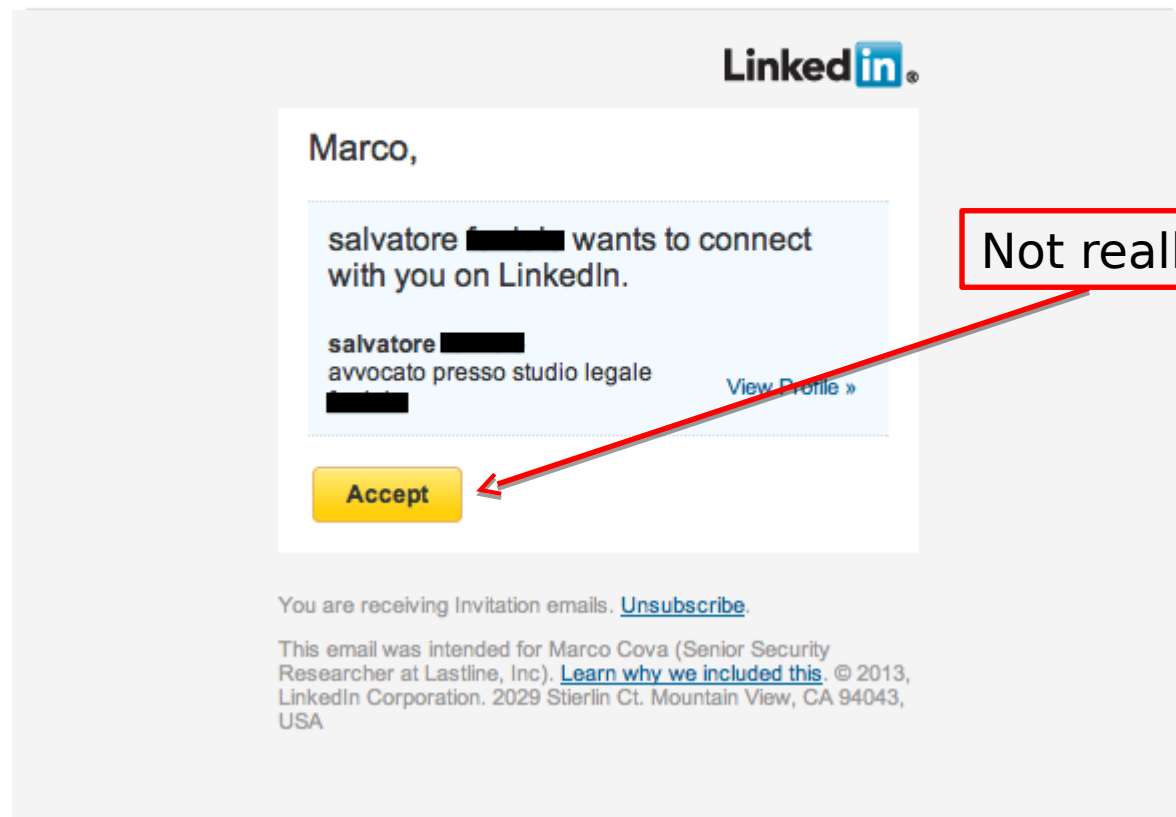 Linked in ®
Marco,
salvatore wants to connect
with you on LinkedIn.
salvatore
avvocato presso studio legale
View Profile »
Not reall
Accept
You are receiving Invitation emails. Unsubscribe.
This email was intended for Marco Cova (Senior Security
Researcher at Lastline, Inc). Learn why we included this. © 2013,
LinkedIn Corporation. 2029 Stierlin Ct. Mountain View, CA 94043,
USA